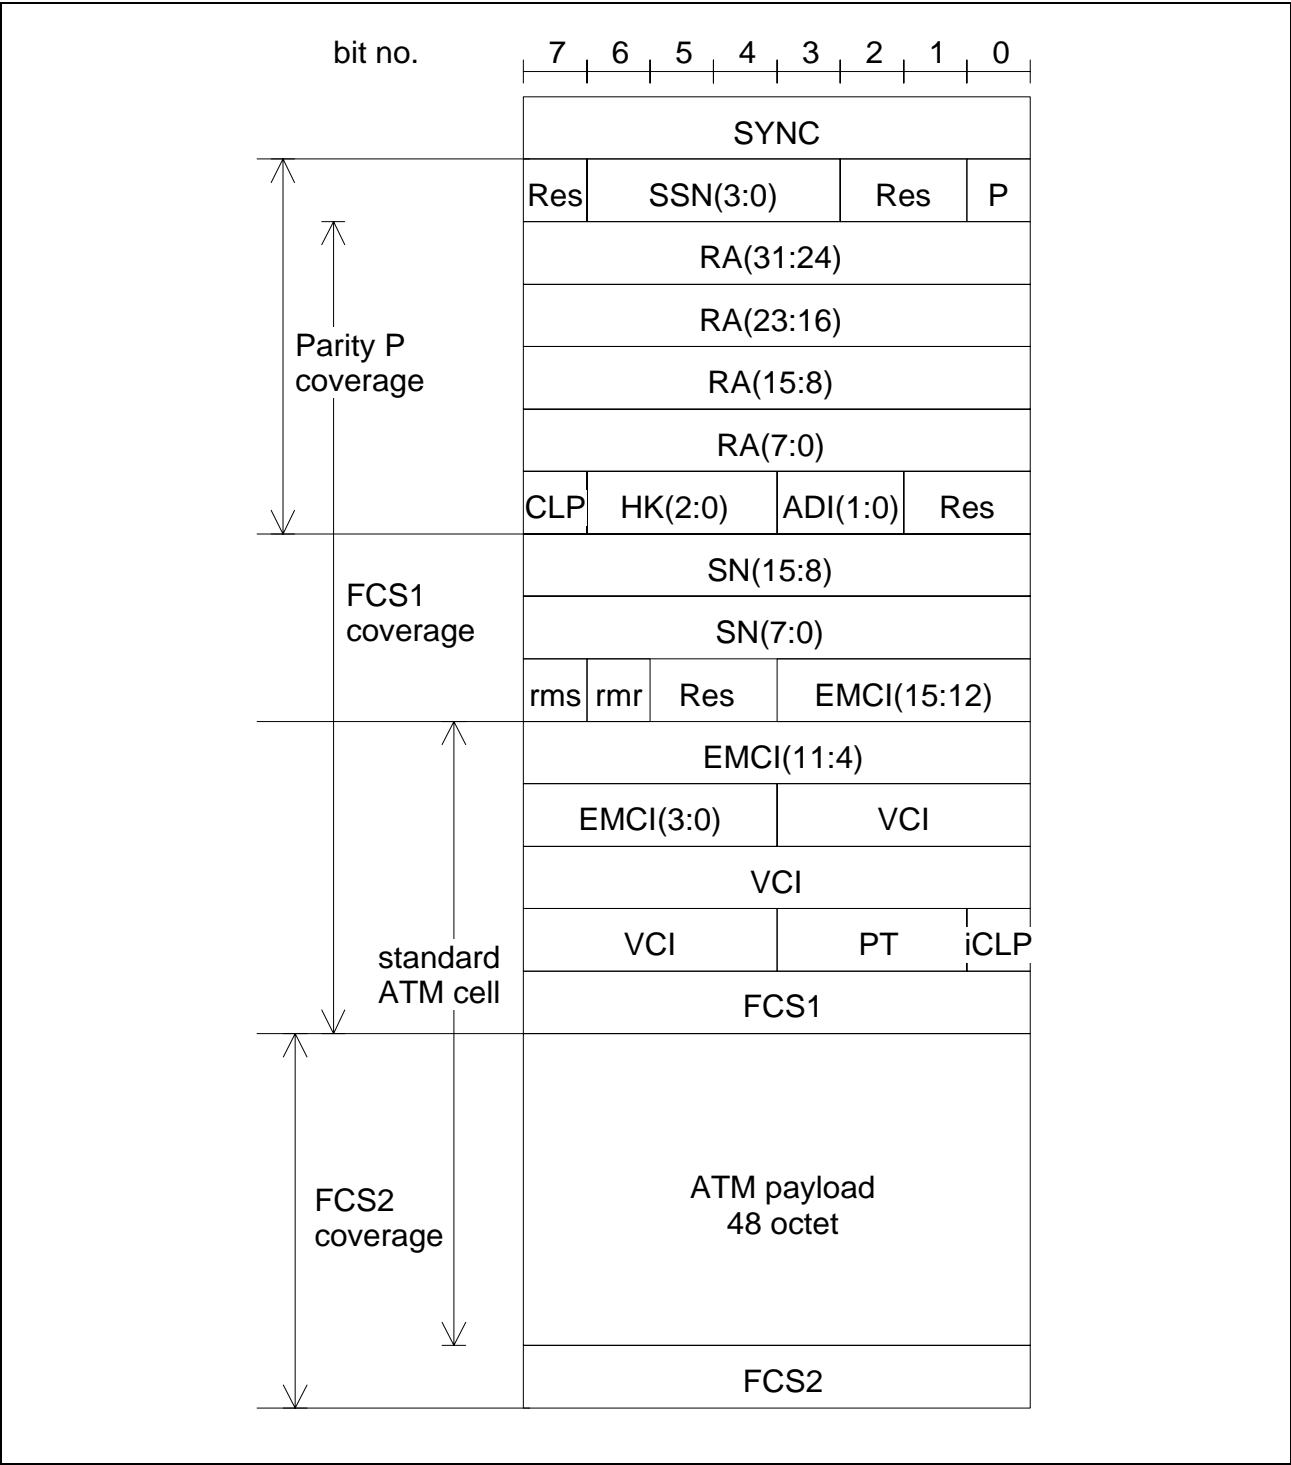 bit no. 7 6 5 4 3 2 1 0
SYNC
Res SSN(3:0) Res P
RA(31:24)
RA(23:16)
Parity P
coverage
RA(15:8)
RA(7:0)
CLP HK(2:0) ADI(1:0) Res
SN(15:8)
FCS1
coverage
SN(7:0)
rms rmr Res EMCI(15:12)
EMCI(11:4)
EMCI(3:0) VCI
VCI
VCI PT iCLP
standard
ATM cell
FCS1
ATM payload
48 octet
FCS2
coverage
FCS2